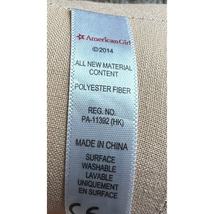 American Girl
©2014
ALL NEW MATERIAL
CONTENT
POLYESTER FIBER
REG. NO.
PA-11392 (HK)
MADE IN CHINA
SURFACE
WASHABLE
LAVABLE
UNIQUEMENT
EN SURFACE
CE